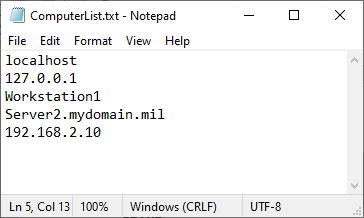 ComputerList.txt - Notepad
File Edit Format View Help
localhost
127.0.0.1
Workstation1
Server2.mydomain.mil
192.168.2.10
Ln 5, Col 13 100% Windows (CRLF) UTF-8